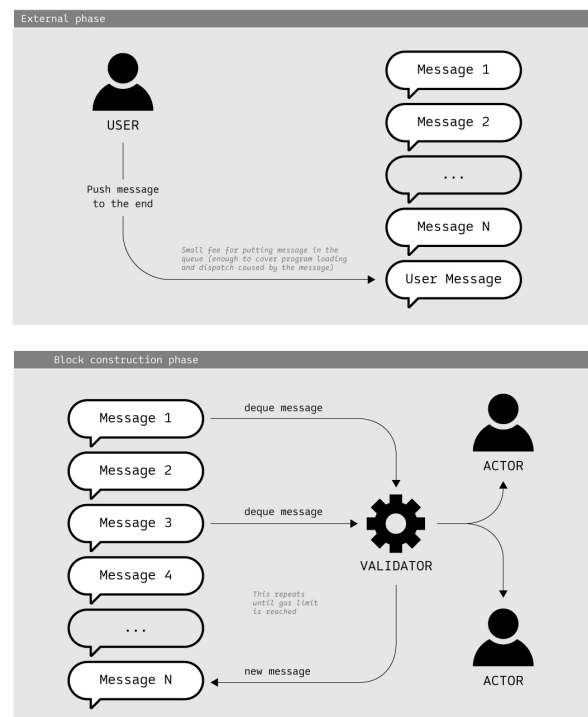 External phase
USER
Push message
to the end
Small fee for putting message in the
queue (enough to cover program loading
and dispatch caused by the message)
Message 1
Message 2
...
Message N
User Message
Block construction phase
Message 1
Message 2
Message 3
Message 4
...
Message N
deque message
deque message
This repeats
until gas limit
is reached
new message
VALIDATOR
ACTOR
ACTOR